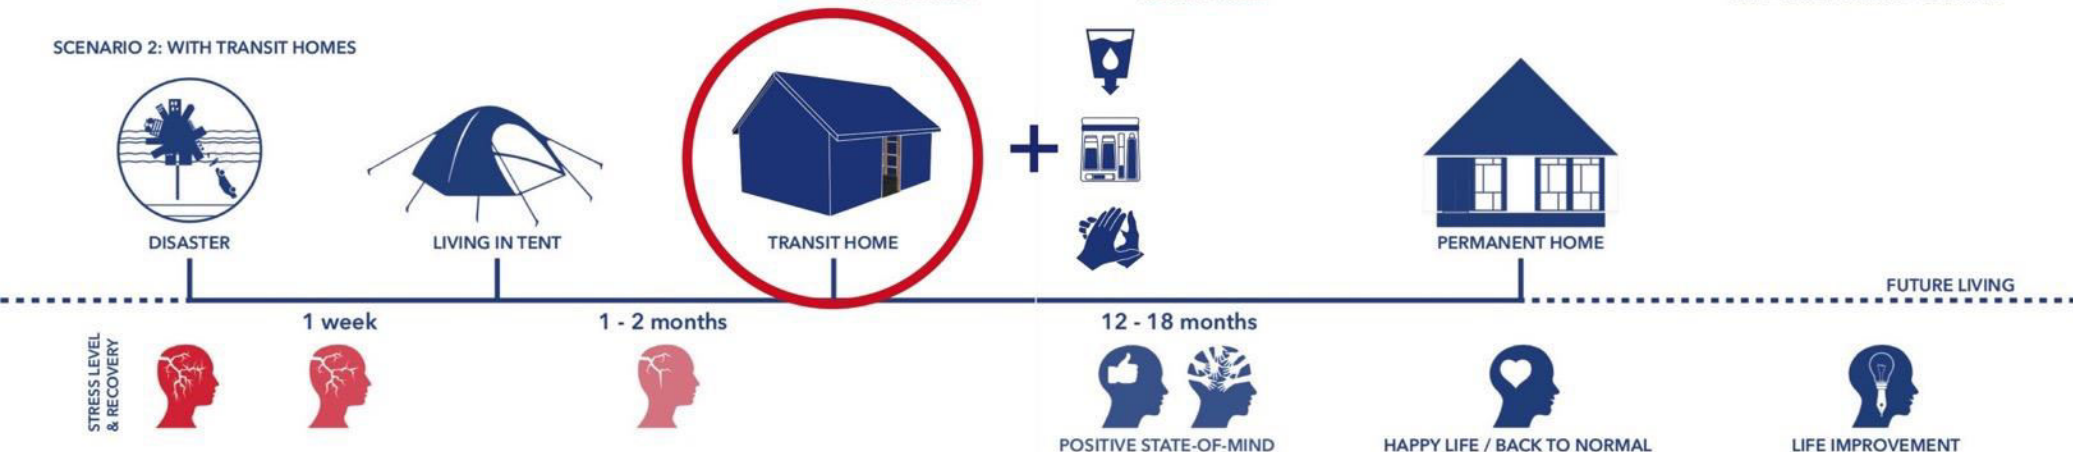 SCENARIO 2: WITH TRANSIT HOMES
DISASTER
LIVING IN TENT
TRANSIT HOME
PERMANENT HOME
FUTURE LIVING
1 week
1 - 2 months
12 - 18 months
STRESS LEVEL
& RECOVERY
POSITIVE STATE-OF-MIND
HAPPY LIFE / BACK TO NORMAL
LIFE IMPROVEMENT